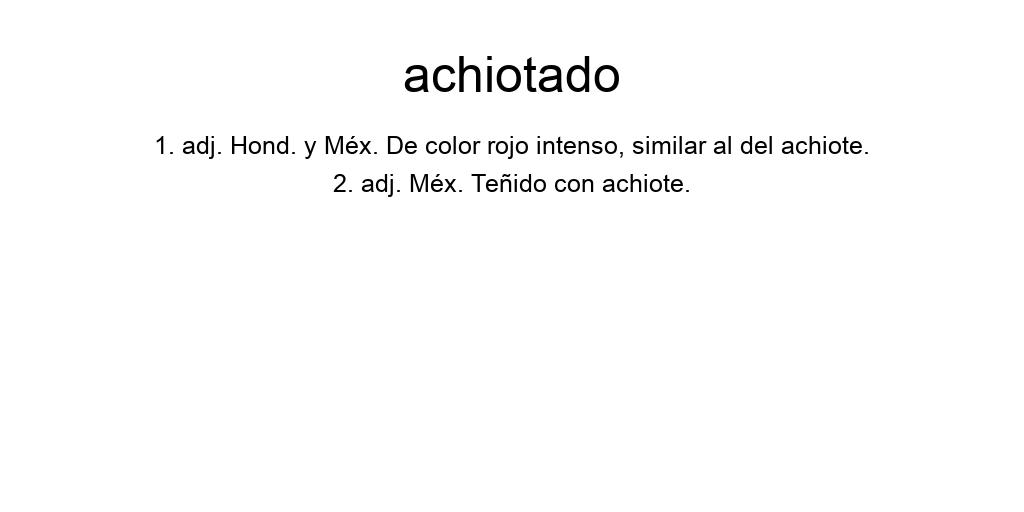 achiotado
1. adj. Hond. y Méx. De color rojo intenso, similar al del achiote.
2. adj. Méx. Teñido con achiote.